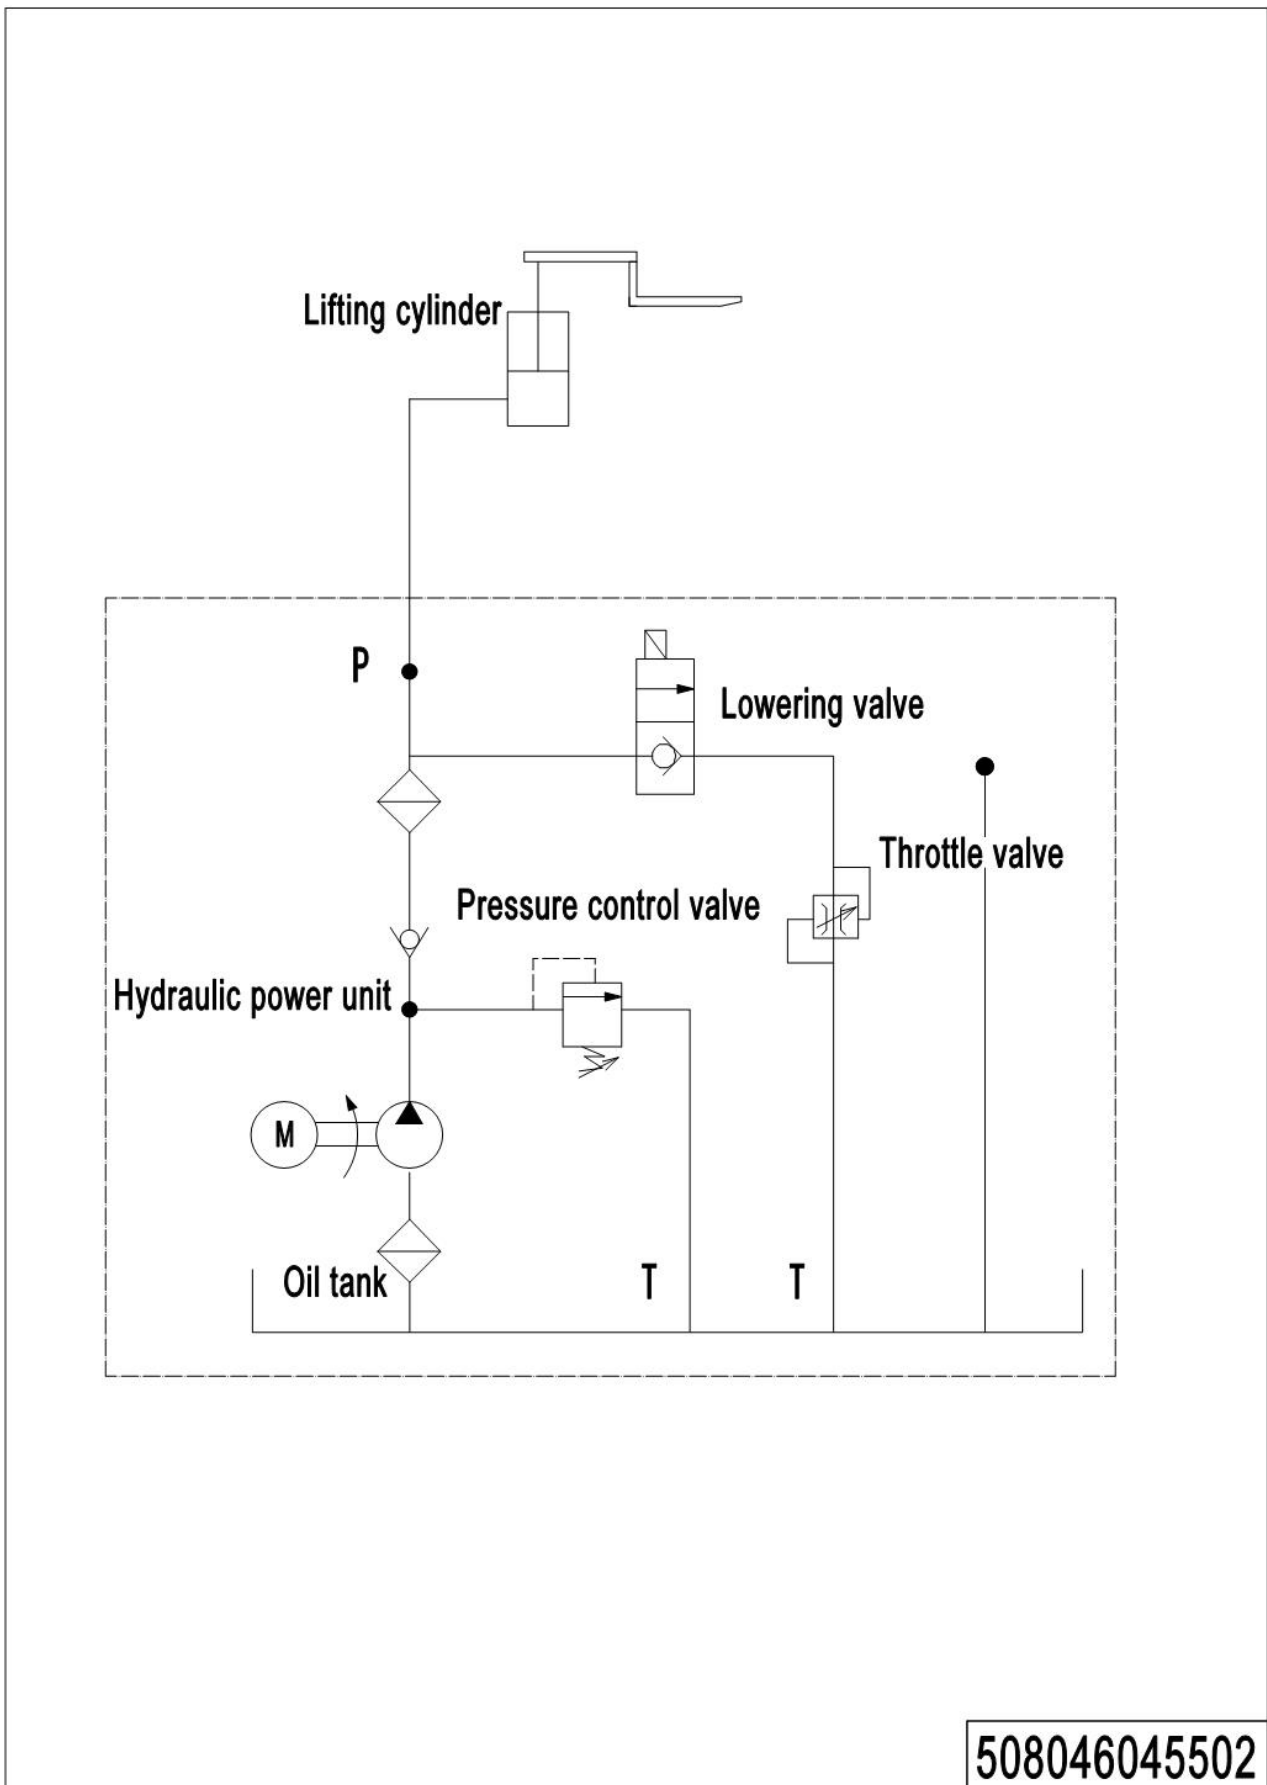 Lifting cylinder
P
Lowering valve
Throttle valve
Pressure control valve
Hydraulic power unit
M
Oil tank
T
T
508046045502